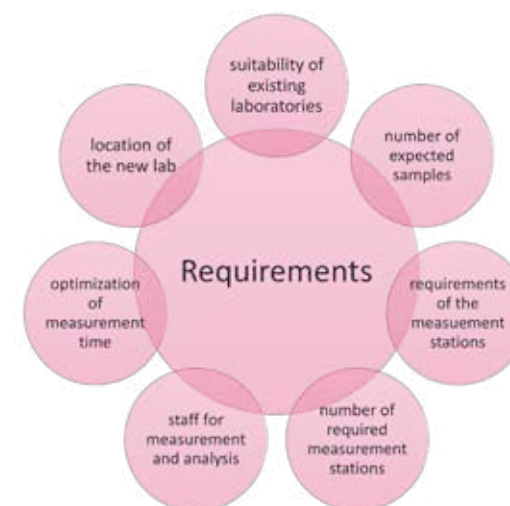 suitability of
existing
laboratories
number of
expected
samples
requirements
of the
measuement
stations
number of
required
measurement
stations
staff for
measurement
and analysis
optimization
of
measurement
time
location of
the new lab
Requirements